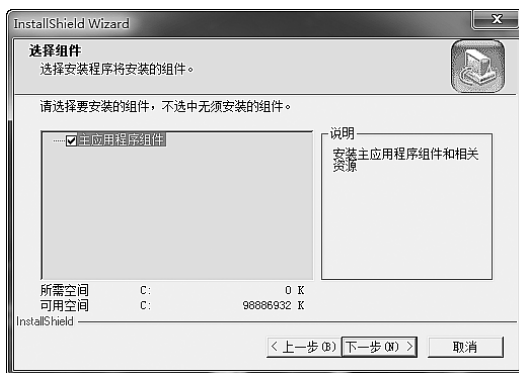 InstallShield Wizard
选择组件
选择安装程序将安装的组件。
请选择要安装的组件，不选中无须安装的组件。
主应用程序组件
说明
安装主应用程序组件和相关
资源
所需空间 C: 0 K
可用空间 C: 98886932 K
InstallShield
< 上一步(B) 下一步(N) > 取消